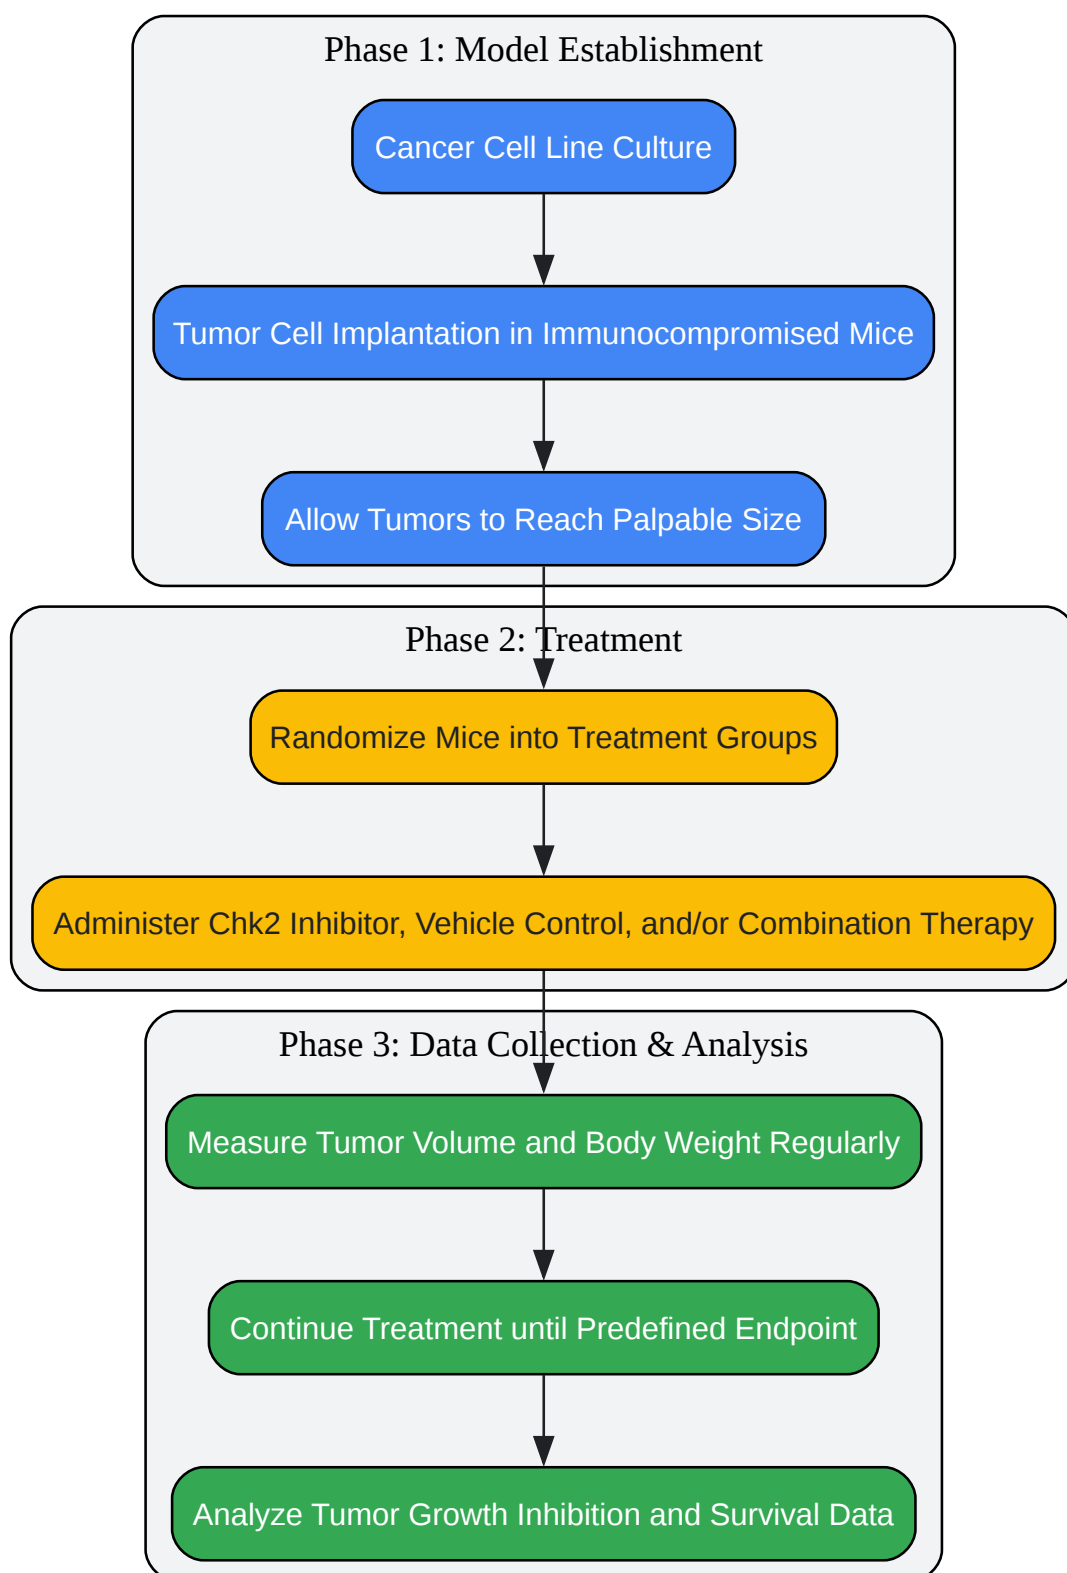 Phase 1: Model Establishment
Cancer Cell Line Culture
Tumor Cell Implantation in Immunocompromised Mice
Allow Tumors to Reach Palpable Size
Phase 2: Treatment
Randomize Mice into Treatment Groups
Administer Chk2 Inhibitor, Vehicle Control, and/or Combination Therapy
Phase 3: Data Collection & Analysis
Measure Tumor Volume and Body Weight Regularly
Continue Treatment until Predefined Endpoint
Analyze Tumor Growth Inhibition and Survival Data